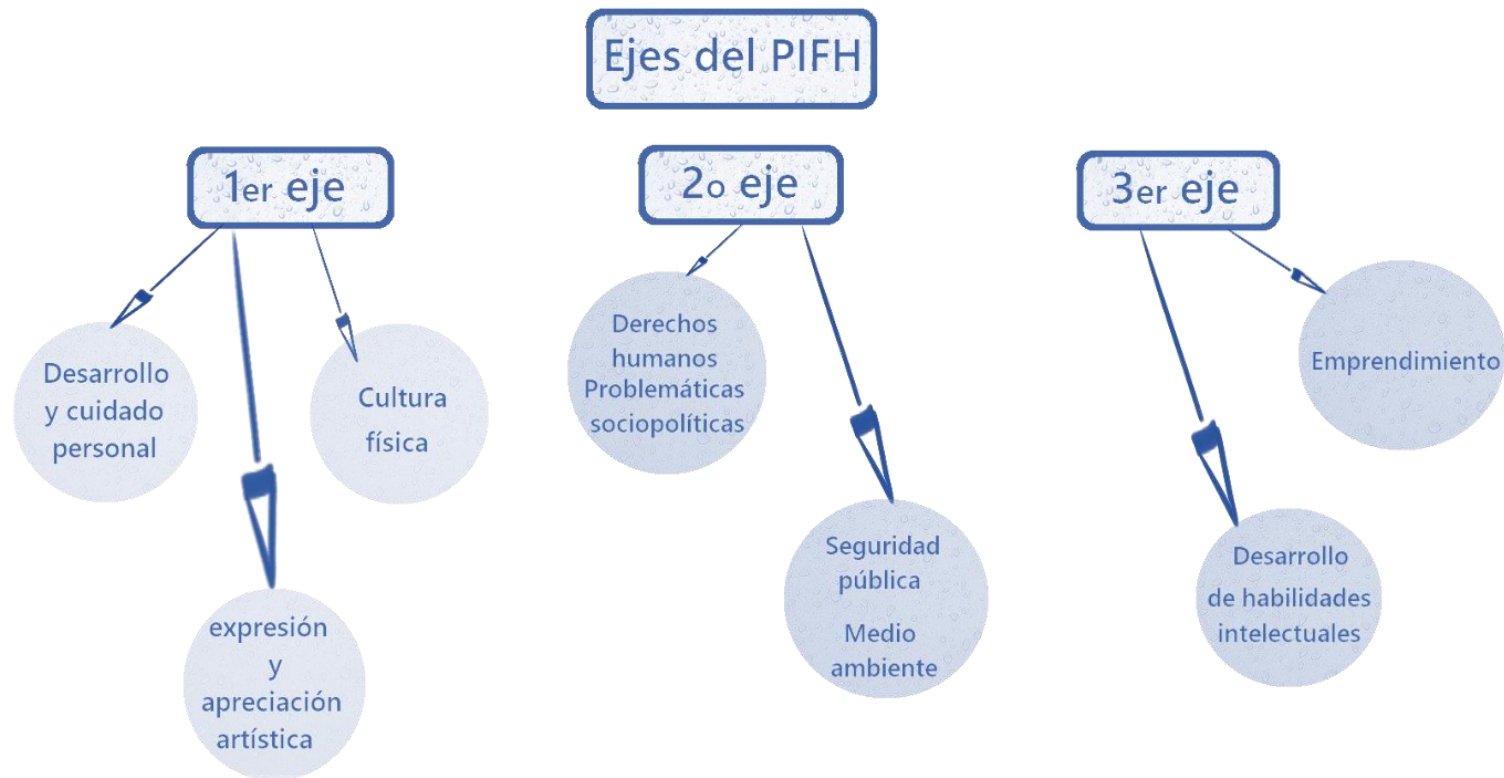 Ejes del PIFH
1er eje
Desarrollo
y cuidado
personal
expresión
y
apreciación
artística
Cultura
física
2o eje
Derechos
humanos
Problemáticas
sociopolíticas
Seguridad
pública
Medio
ambiente
3er eje
Desarrollo
de habilidades
intelectuales
Emprendimiento